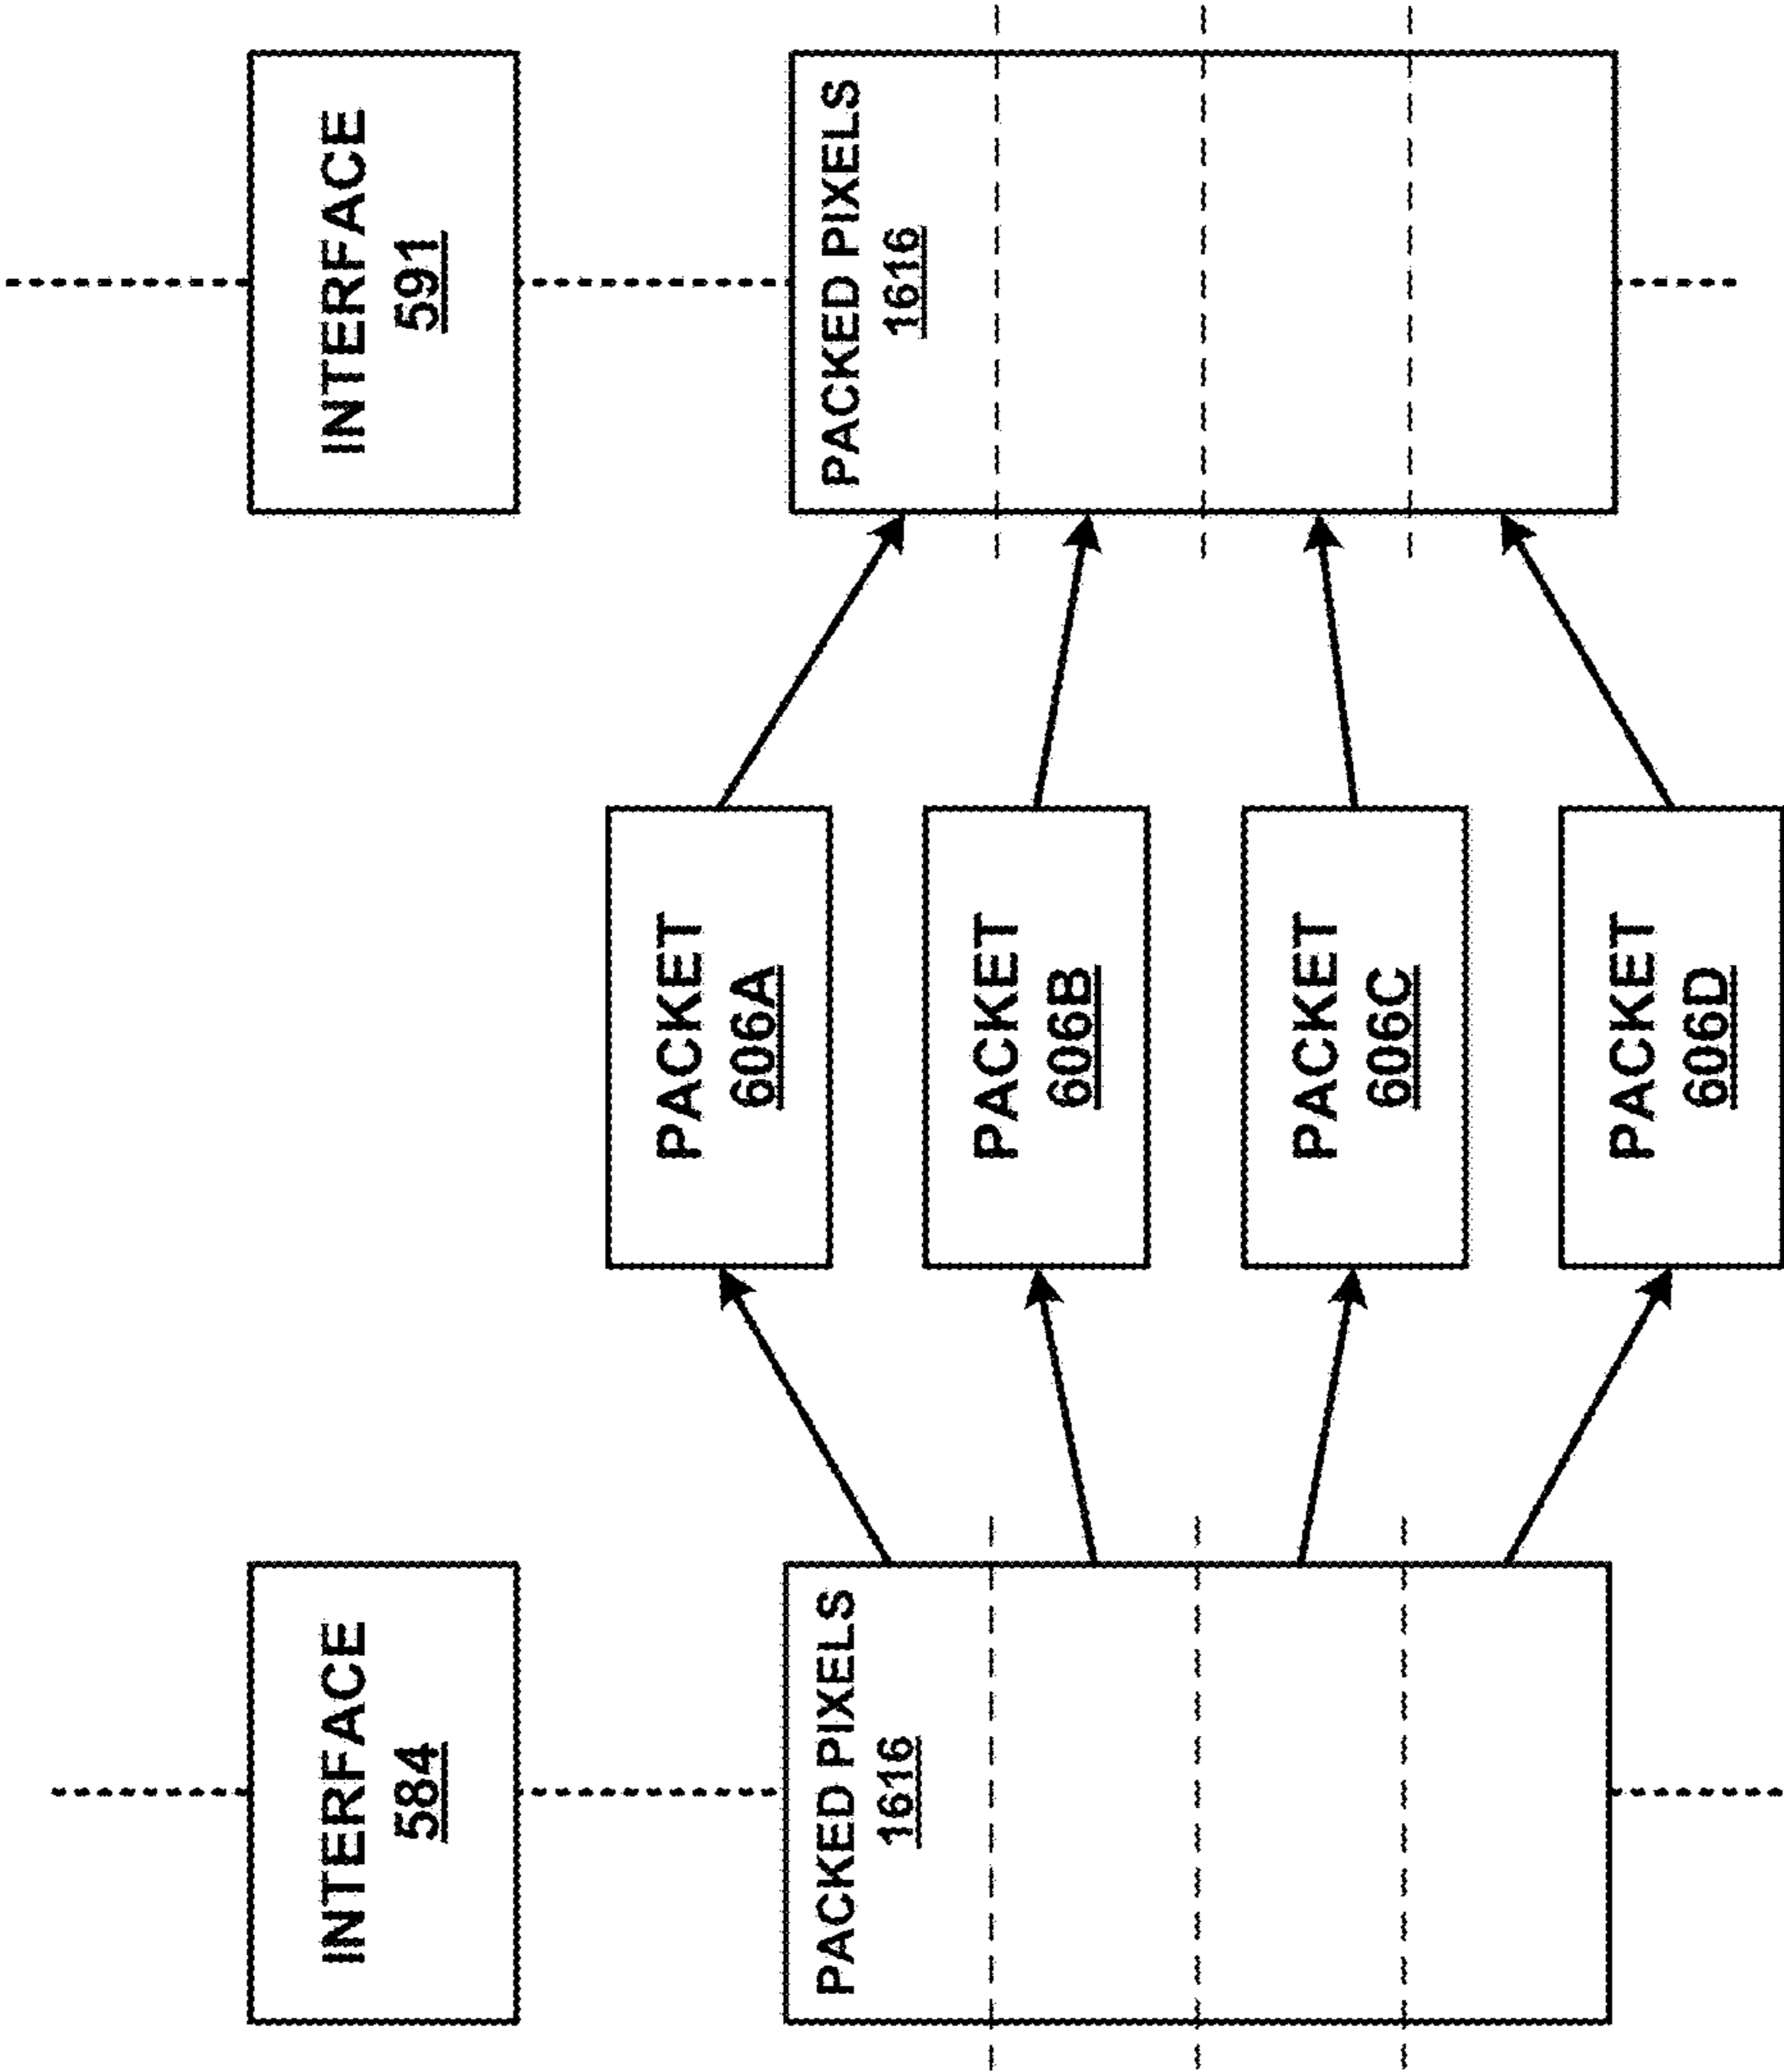 INTERFACE
584
INTERFACE
591
PACKED PIXELS
1616
PACKET
606A
PACKED PIXELS
1616
PACKET
606B
PACKET
606C
PACKET
606D